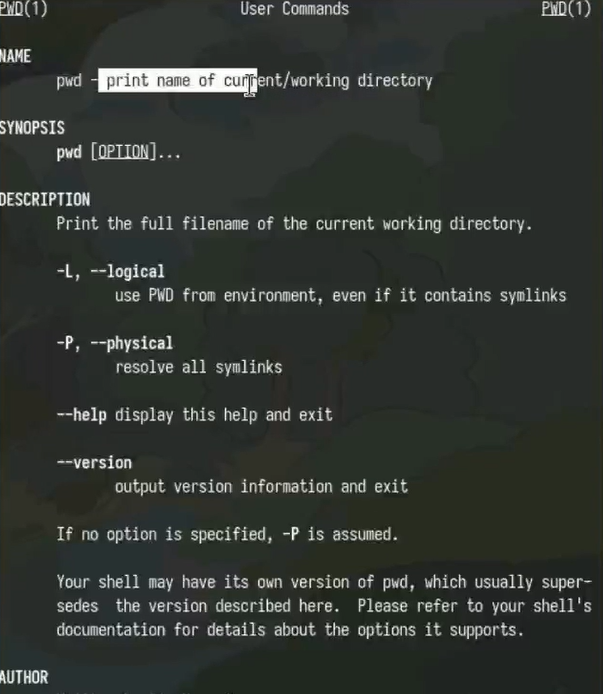 PWD(1) User Commands PWD(1)
NAME
pwd - print name of current/working directory
SYNOPSIS
pwd [OPTION]...
DESCRIPTION
Print the full filename of the current working directory.
-L, --logical
use PWD from environment, even if it contains symlinks
-P, --physical
resolve all symlinks
--help display this help and exit
--version
output version information and exit
If no option is specified, -P is assumed.
Your shell may have its own version of pwd, which usually super-
sedes  the version described here.  Please refer to your shell's
documentation for details about the options it supports.
AUTHOR